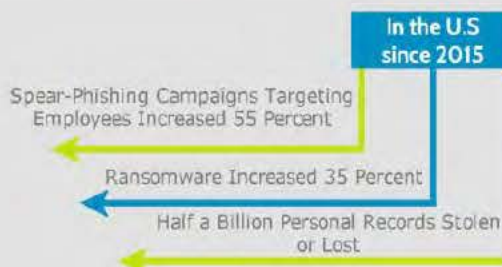 In the U.S
since 2015
Spear-Phishing Campaigns Targeting
Employees Increased 55 Percent
Ransomware Increased 35 Percent
Half a Billion Personal Records Stolen
or Lost